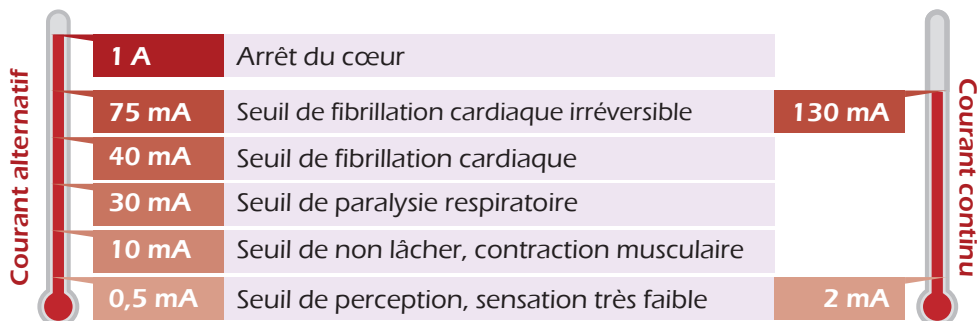 Courant alternatif
1 A Arrêt du cœur
75 mA Seuil de fibrillation cardiaque irréversible 130 mA
40 mA Seuil de fibrillation cardiaque
30 mA Seuil de paralysie respiratoire
10 mA Seuil de non lâcher, contraction musculaire
0,5 mA Seuil de perception, sensation très faible 2 mA
Courant continu